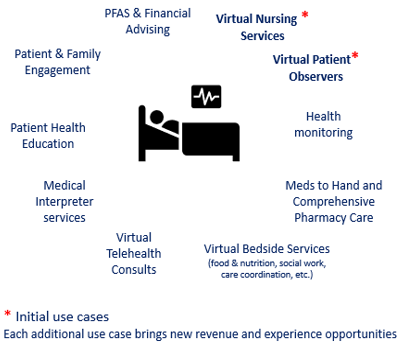 PFAS & Financial
Advising
Virtual Nursing *
Services
Virtual Patient*
Observers
Health
monitoring
Meds to Hand and
Comprehensive
Pharmacy Care
Virtual Bedside Services
(food & nutrition, social work,
care coordination, etc.)
Virtual
Telehealth
Consults
Medical
Interpreter
services
Patient Health
Education
Patient & Family
Engagement
* Initial use cases
Each additional use case brings new revenue and experience opportunities